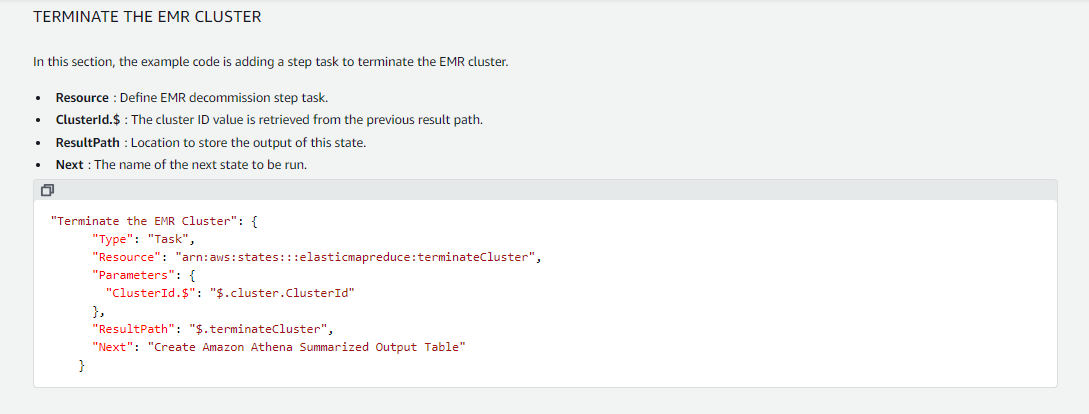 TERMINATE THE EMR CLUSTER
In this section, the example code is adding a step task to terminate the EMR cluster.
• Resource : Define EMR decommission step task.
• ClusterId.$ : The cluster ID value is retrieved from the previous result path.
• ResultPath : Location to store the output of this state.
• Next : The name of the next state to be run.
"Terminate the EMR Cluster": {
"Type": "Task",
"Resource": "arn:aws:states:::elasticmapreduce:terminateCluster",
"Parameters": {
"ClusterId.$": "$.cluster.ClusterId"
},
"ResultPath": "$.terminateCluster",
"Next": "Create Amazon Athena Summarized Output Table"
}